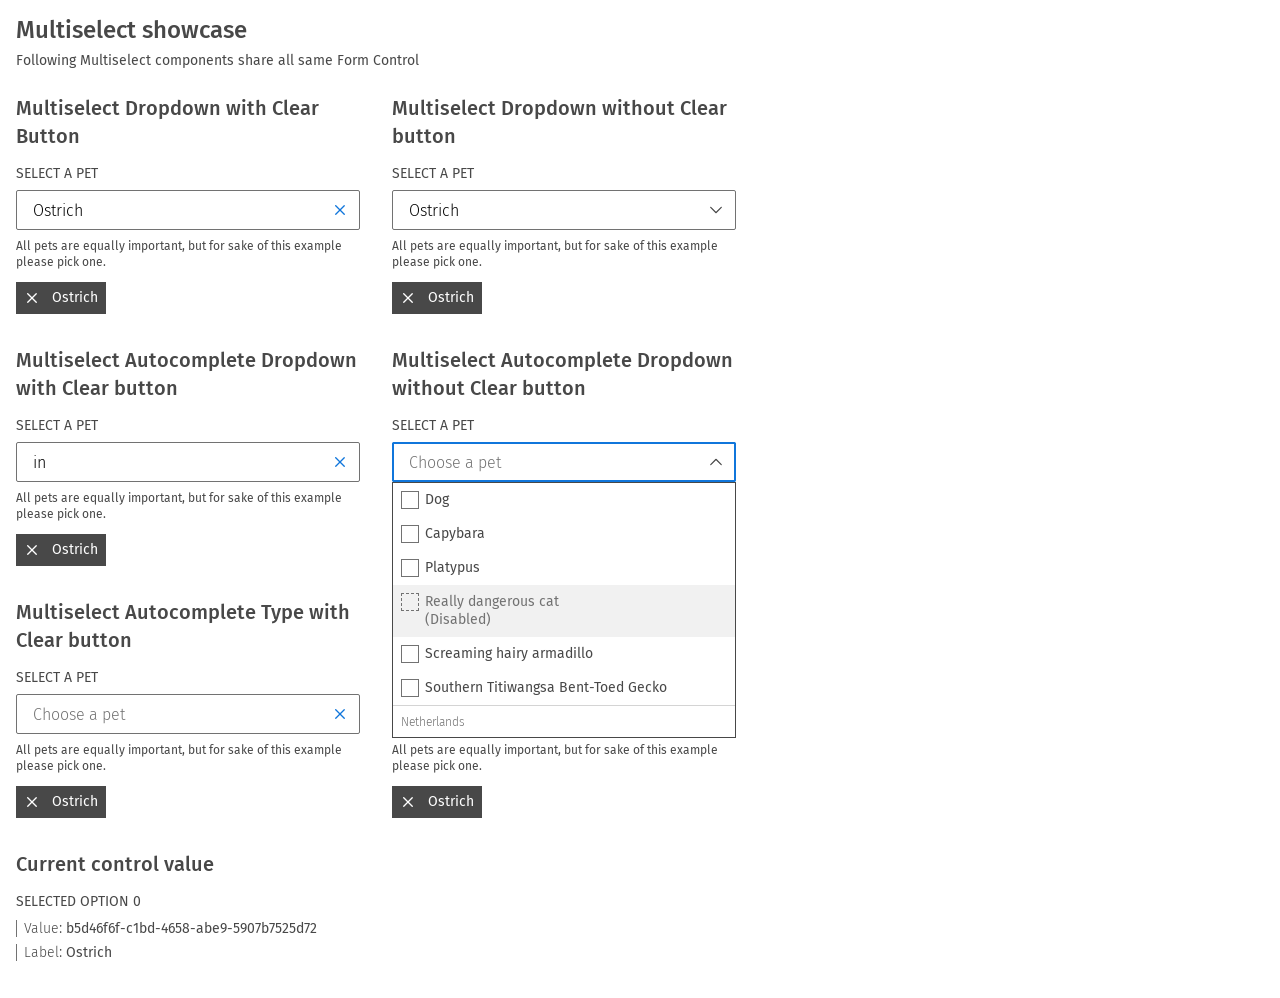 Multiselect showcase
Following Multiselect components share all same Form Control
Multiselect Dropdown with Clear
Button
SELECT A PET
Ostrich
All pets are equally important, but for sake of this example
please pick one.
Ostrich
Multiselect Dropdown without Clear
button
SELECT A PET
Ostrich
All pets are equally important, but for sake of this example
please pick one.
Ostrich
Multiselect Autocomplete Dropdown
with Clear button
SELECT A PET
in
All pets are equally important, but for sake of this example
please pick one.
Ostrich
Multiselect Autocomplete Dropdown
without Clear button
SELECT A PET
Choose a pet
Dog
Capybara
Platypus
Really dangerous cat
(Disabled)
Screaming hairy armadillo
Southern Titiwangsa Bent-Toed Gecko
Netherlands
All pets are equally important, but for sake of this example
please pick one.
Ostrich
Multiselect Autocomplete Type with
Clear button
SELECT A PET
Choose a pet
All pets are equally important, but for sake of this example
please pick one.
Ostrich
Current control value
SELECTED OPTION 0
Value: b5d46f6f-c1bd-4658-abe9-5907b7525d72
Label: Ostrich